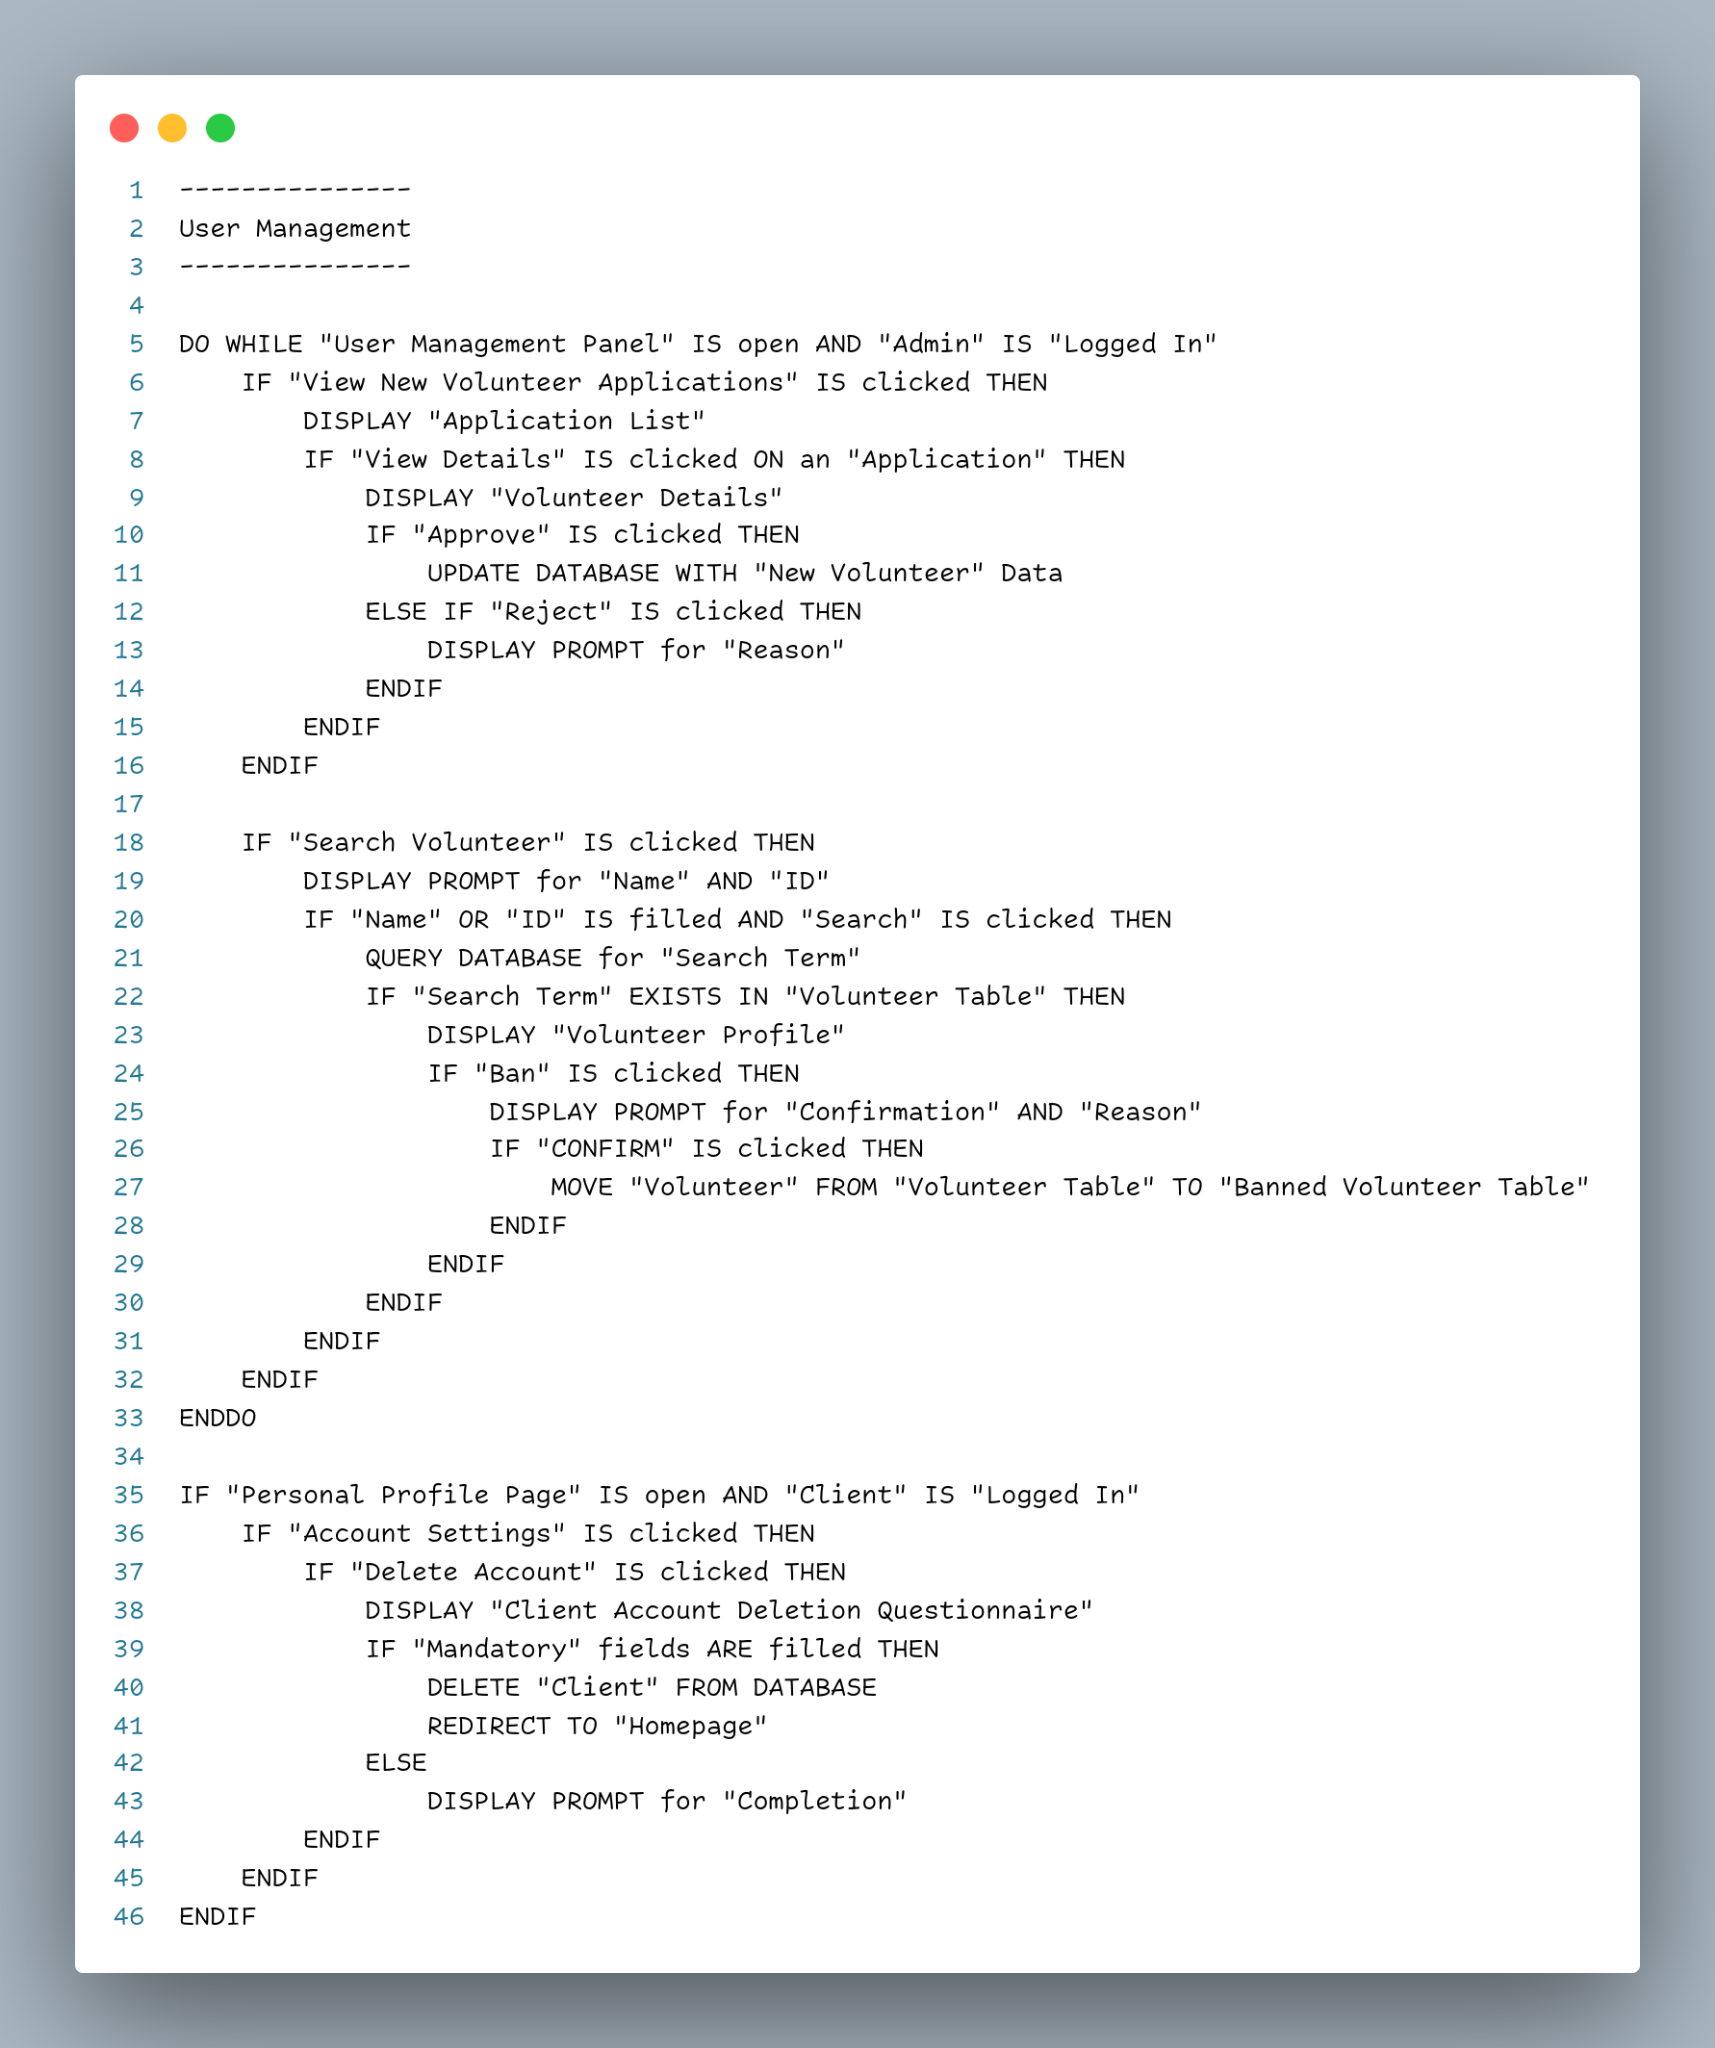 1 ---------------
2 User Management
3 ---------------
4
5 DO WHILE "User Management Panel" IS open AND "Admin" IS "Logged In"
6     IF "View New Volunteer Applications" IS clicked THEN
7         DISPLAY "Application List"
8         IF "View Details" IS clicked ON an "Application" THEN
9             DISPLAY "Volunteer Details"
10             IF "Approve" IS clicked THEN
11                 UPDATE DATABASE WITH "New Volunteer" Data
12             ELSE IF "Reject" IS clicked THEN
13                 DISPLAY PROMPT for "Reason"
14             ENDIF
15         ENDIF
16     ENDIF
17
18     IF "Search Volunteer" IS clicked THEN
19         DISPLAY PROMPT for "Name" AND "ID"
20         IF "Name" OR "ID" IS filled AND "Search" IS clicked THEN
21             QUERY DATABASE for "Search Term"
22             IF "Search Term" EXISTS IN "Volunteer Table" THEN
23                 DISPLAY "Volunteer Profile"
24                 IF "Ban" IS clicked THEN
25                     DISPLAY PROMPT for "Confirmation" AND "Reason"
26                     IF "CONFIRM" IS clicked THEN
27                         MOVE "Volunteer" FROM "Volunteer Table" TO "Banned Volunteer Table"
28                     ENDIF
29                 ENDIF
30             ENDIF
31         ENDIF
32     ENDIF
33 ENDDO
34
35 IF "Personal Profile Page" IS open AND "Client" IS "Logged In"
36     IF "Account Settings" IS clicked THEN
37         IF "Delete Account" IS clicked THEN
38             DISPLAY "Client Account Deletion Questionnaire"
39             IF "Mandatory" fields ARE filled THEN
40                 DELETE "Client" FROM DATABASE
41                 REDIRECT TO "Homepage"
42             ELSE
43                 DISPLAY PROMPT for "Completion"
44         ENDIF
45     ENDIF
46 ENDIF